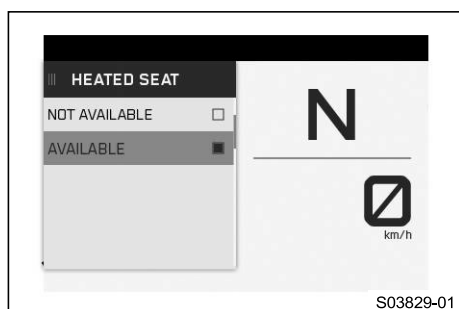 HEATED SEAT
NOT AVAILABLE
AVAILABLE
N
0
km/h
S03829-01